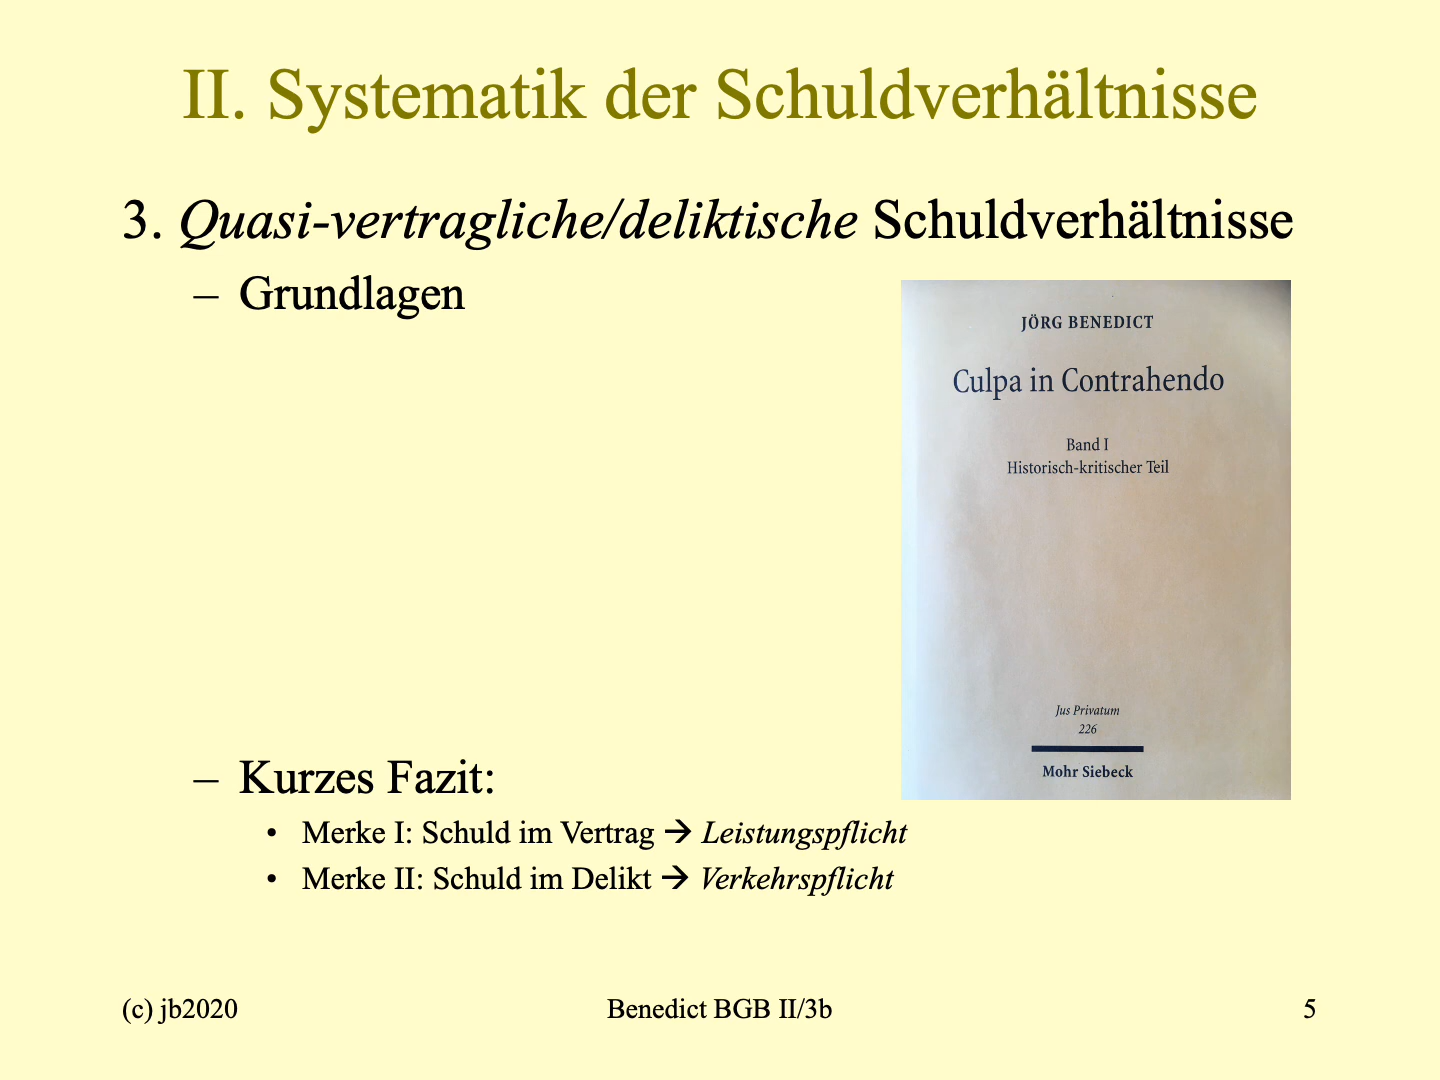 II. Systematik der Schuldverhältnisse
3. Quasi-vertragliche/deliktische Schuldverhältnisse
– Grundlagen
JÖRG BENEDICT
Culpa in Contrahendo
Band I
Historisch-kritischer Teil
Jus Privatum
226
Mohr Siebeck
– Kurzes Fazit:
• Merke I: Schuld im Vertrag → Leistungspflicht
• Merke II: Schuld im Delikt → Verkehrspflicht
(c) jb2020
Benedict BGB II/3b
5